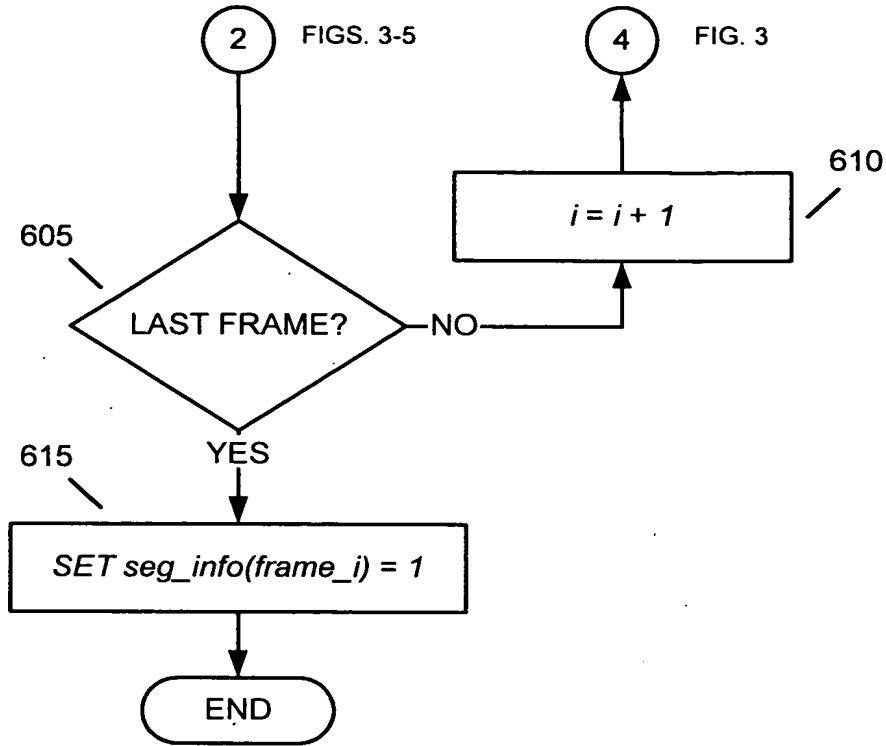 2 FIGS. 3-5
4 FIG. 3
610
i = i + 1
605
LAST FRAME?
NO
YES
615
SET seg_info(frame_i) = 1
END